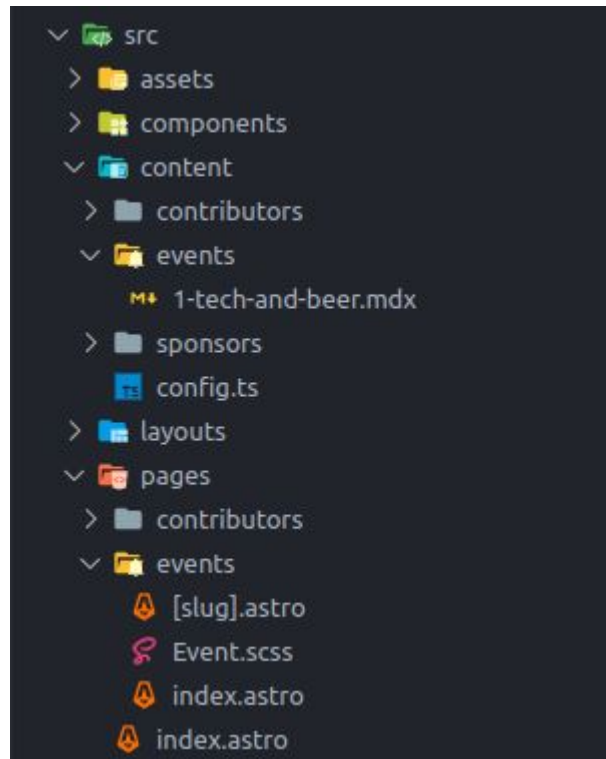 src
assets
components
content
contributors
events
M+ 1-tech-and-beer.mdx
sponsors
TS config.ts
layouts
pages
contributors
events
[slug].astro
Event.scss
index.astro
index.astro